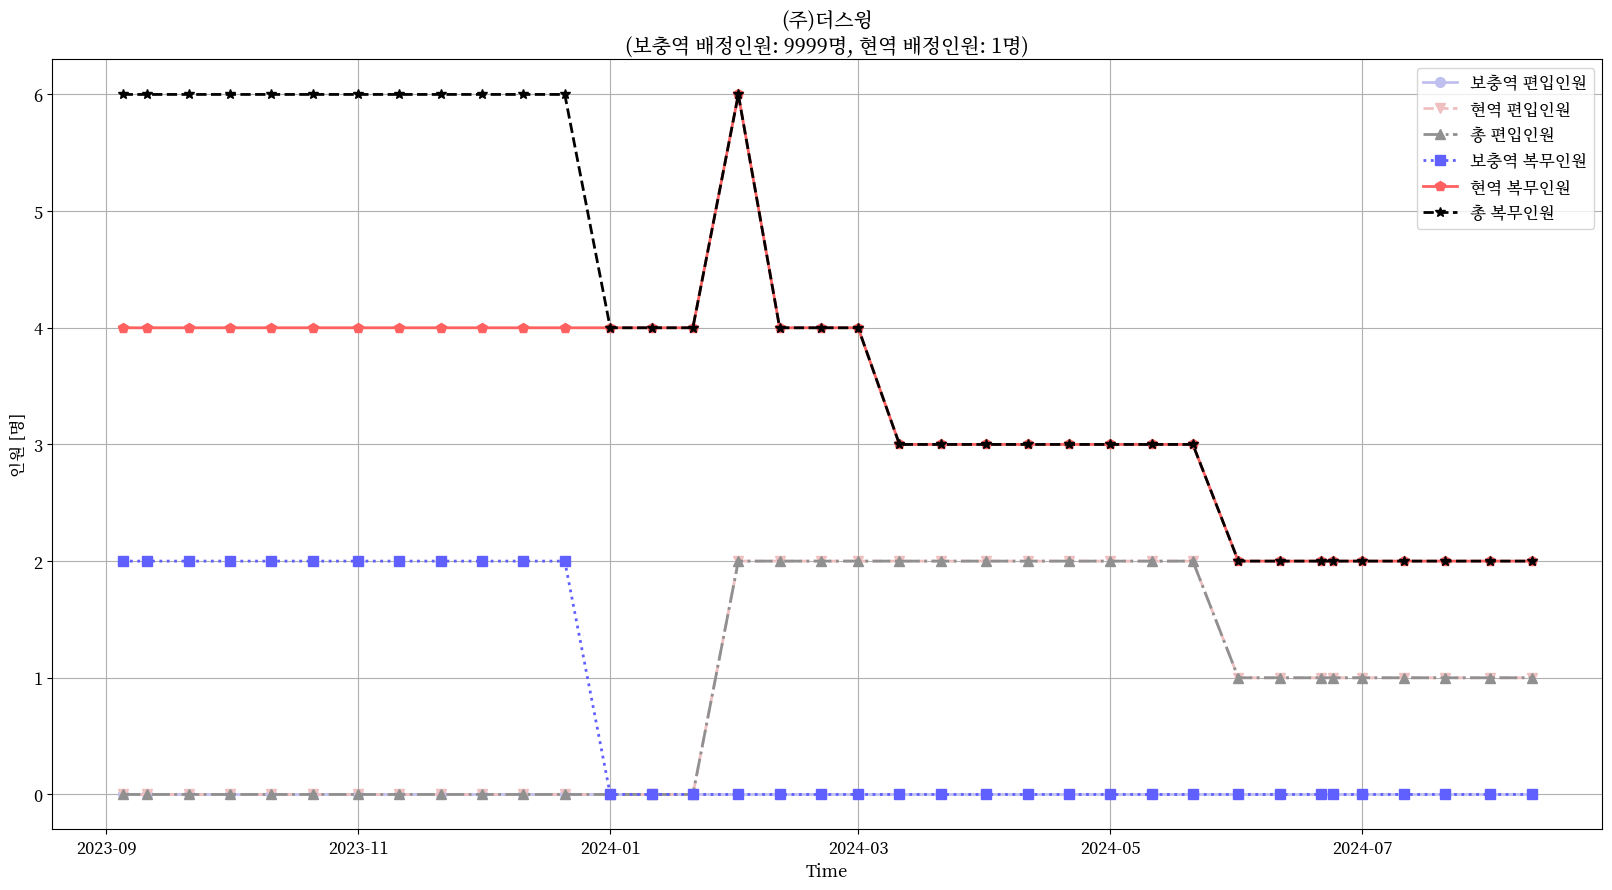 (주)더스윙
(보충역 배정인원: 9999명, 현역 배정인원: 1명)
보충역 편입인원
현역 편입인원
총 편입인원
보충역 복무인원
현역 복무인원
총 복무인원
인원 [명]
6
5
4
3
2
1
0
2023-09
2023-11
2024-01
2024-03
2024-05
2024-07
Time